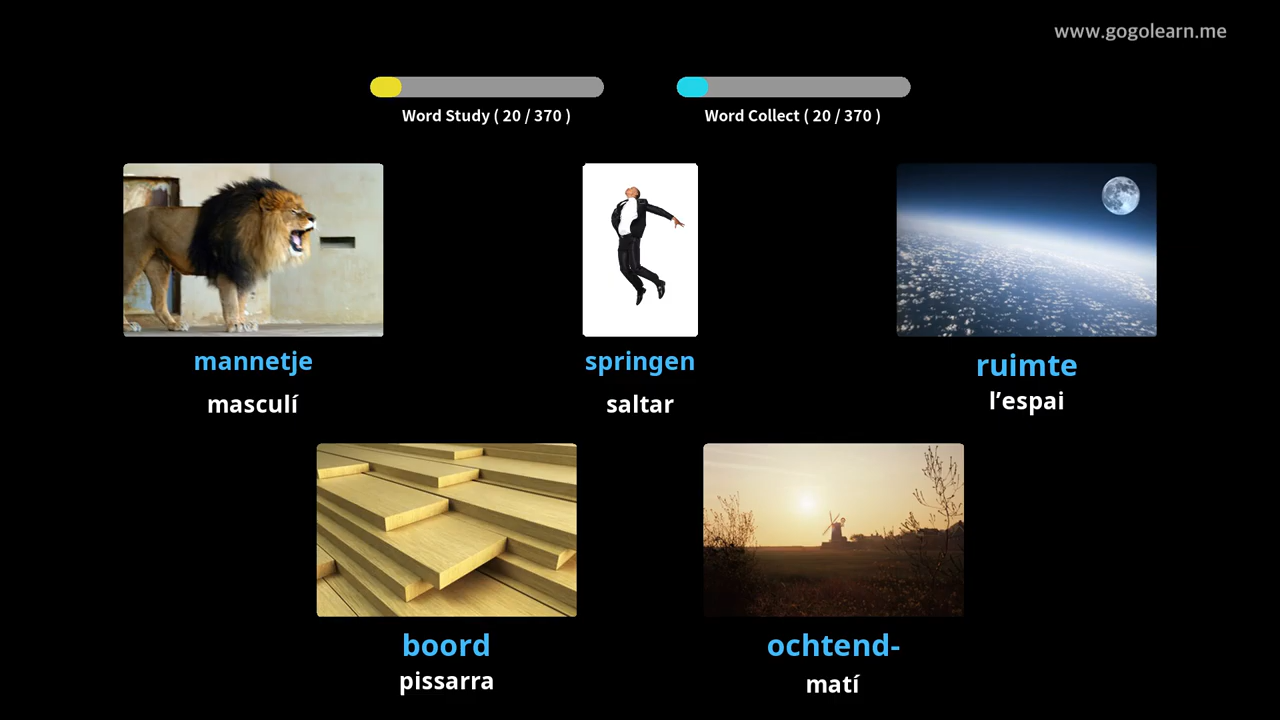 www.gogolearn.me
Word Study ( 20 / 370 )
Word Collect ( 20 / 370 )
mannetje
masculí
springen
saltar
ruimte
l’espai
boord
pissarra
ochtend-
matí